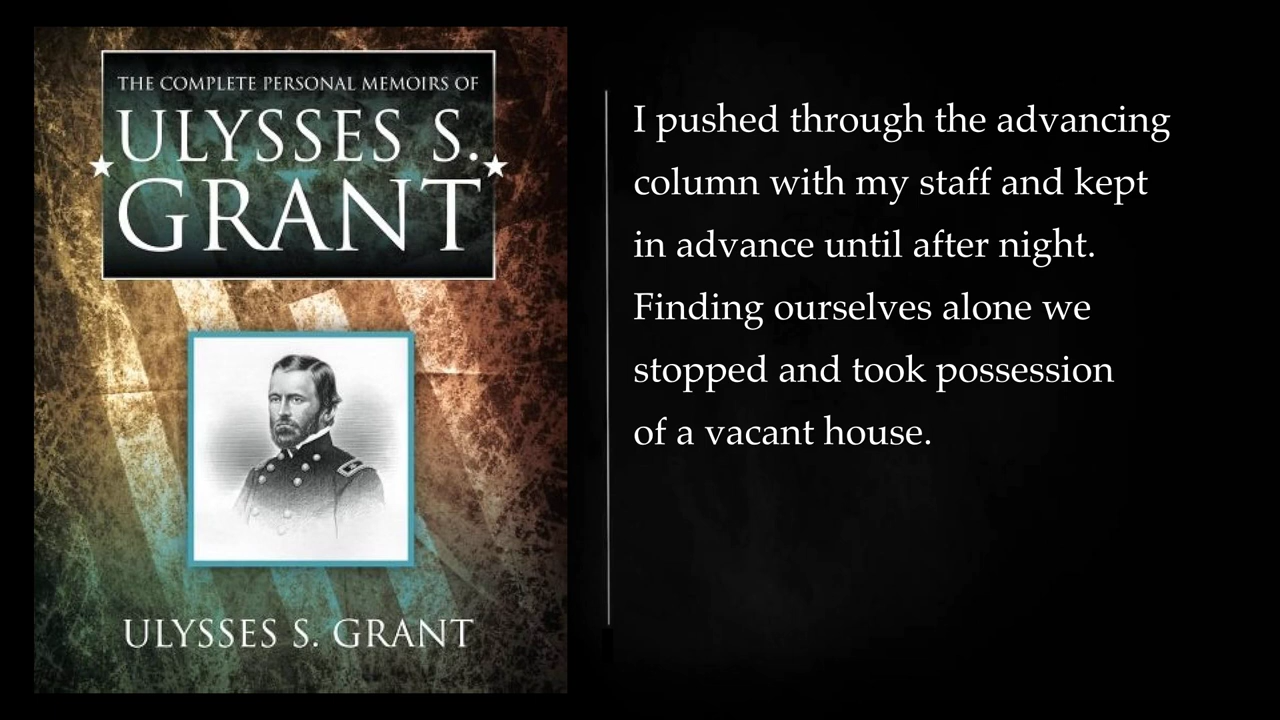 THE COMPLETE PERSONAL MEMOIRS OF
ULYSSES S.
GRANT
ULYSSES S. GRANT
I pushed through the advancing
column with my staff and kept
in advance until after night.
Finding ourselves alone we
stopped and took possession
of a vacant house.